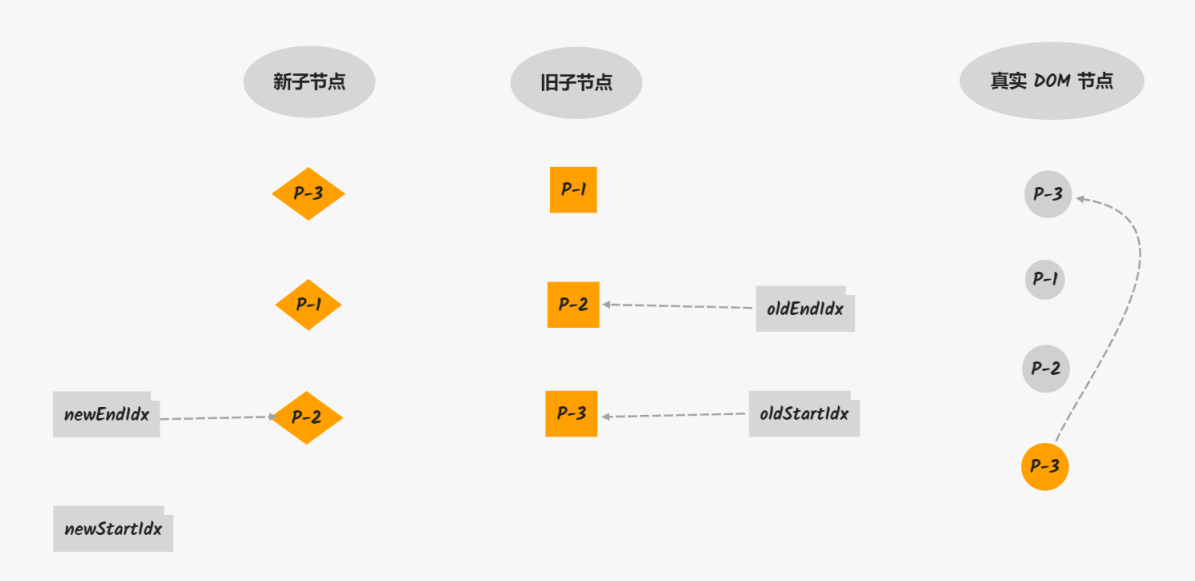 新子节点
旧子节点
真实 DOM 节点
P-3
P-1
P-3
P-1
P-2
oldEndIdx
P-1
P-2
newEndIdx
P-2
P-3
oldStartIdx
P-3
newStartIdx